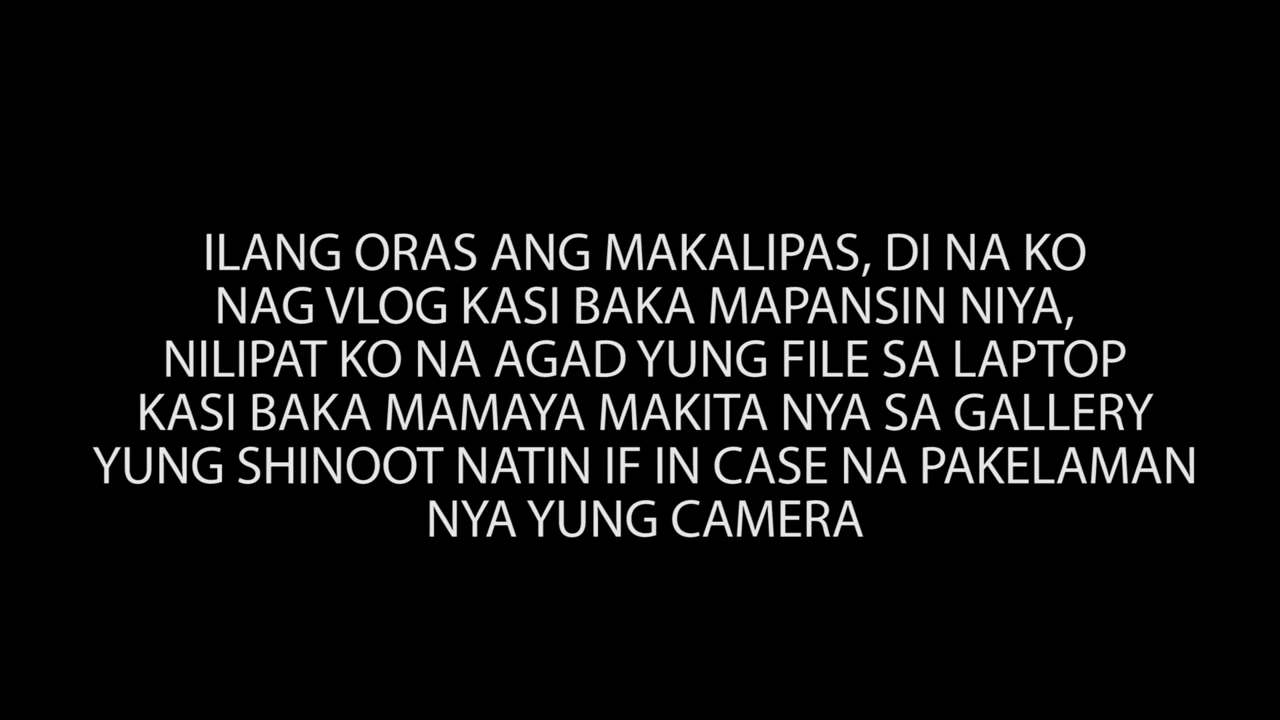 ILANG ORAS ANG MAKALIPAS, DI NA KO
NAG VLOG KASI BAKA MAPANSIN NIYA,
NILIPAT KO NA AGAD YUNG FILE SA LAPTOP
KASI BAKA MAMAYA MAKITA NYA SA GALLERY
YUNG SHINOOT NATIN IF IN CASE NA PAKELAMAN
NYA YUNG CAMERA